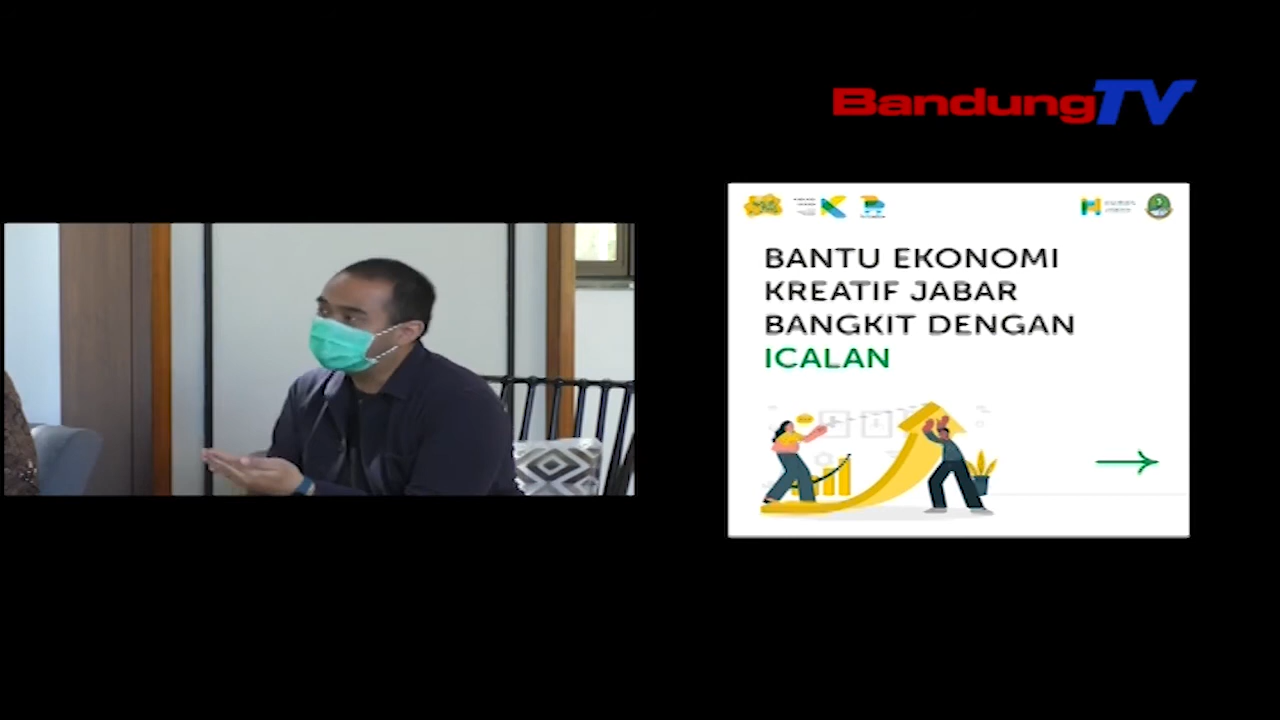 BandungTV
BANTU EKONOMI
KREATIF JABAR
BANGKIT DENGAN
ICALAN